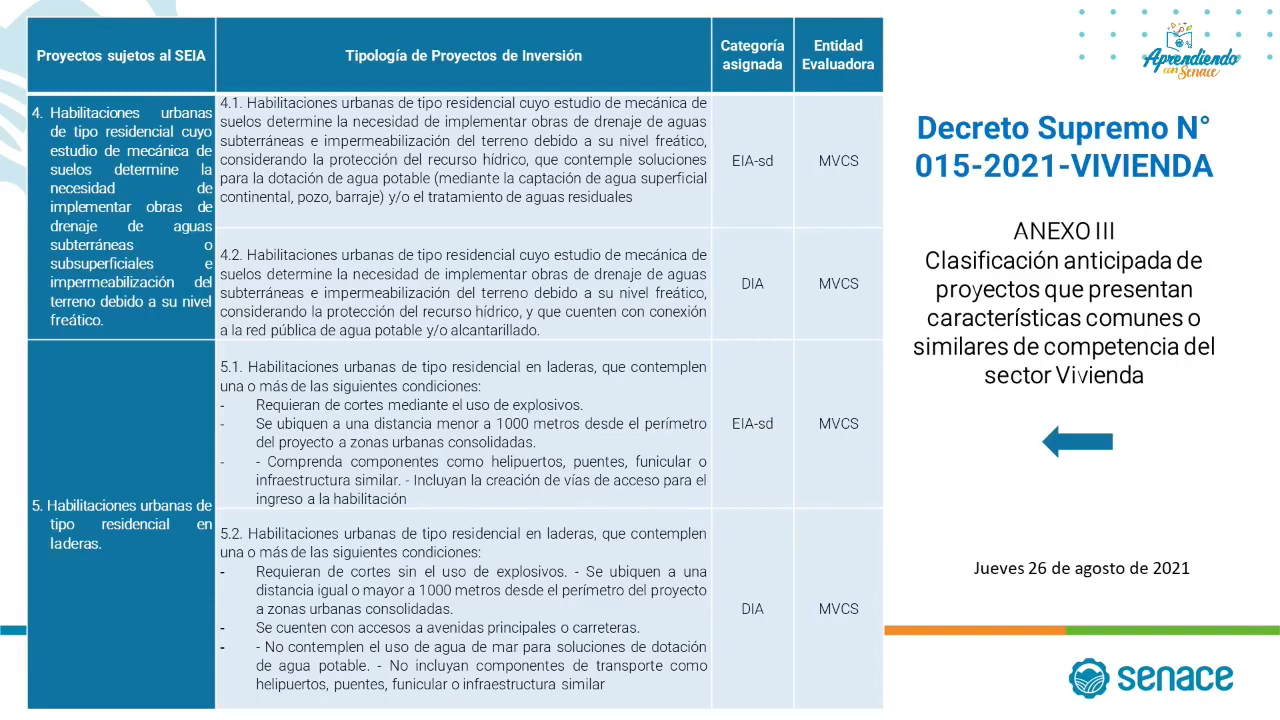 Proyectos sujetos al SEIA
Tipología de Proyectos de Inversión
Categoría
asignada
Entidad
Evaluadora
4. Habilitaciones urbanas
de tipo residencial cuyo
estudio de mecánica de
suelos determine la
necesidad de
implementar obras de
drenaje de aguas
subterráneas o
subsuperficiales e
impermeabilización del
terreno debido a su nivel
freático.
4.1. Habilitaciones urbanas de tipo residencial cuyo estudio de mecánica de
suelos determine la necesidad de implementar obras de drenaje de aguas
subterráneas e impermeabilización del terreno debido a su nivel freático,
considerando la protección del recurso hídrico, que contemple soluciones
para la dotación de agua potable (mediante la captación de agua superficial
continental, pozo, barraje) y/o el tratamiento de aguas residuales
EIA-sd
MVCS
4.2. Habilitaciones urbanas de tipo residencial cuyo estudio de mecánica de
suelos determine la necesidad de implementar obras de drenaje de aguas
subterráneas e impermeabilización del terreno debido a su nivel freático,
considerando la protección del recurso hídrico, y que cuenten con conexión
a la red pública de agua potable y/o alcantarillado.
DIA
MVCS
5. Habilitaciones urbanas de
tipo residencial en
laderas.
5.1. Habilitaciones urbanas de tipo residencial en laderas, que contemplen
una o más de las siguientes condiciones:
- Requieran de cortes mediante el uso de explosivos.
- Se ubiquen a una distancia menor a 1000 metros desde el perímetro
del proyecto a zonas urbanas consolidadas.
- - Comprenda componentes como helipuertos, puentes, funicular o
infraestructura similar. - Incluyan la creación de vías de acceso para el
ingreso a la habilitación
EIA-sd
MVCS
5.2. Habilitaciones urbanas de tipo residencial en laderas, que contemplen
una o más de las siguientes condiciones:
- Requieran de cortes sin el uso de explosivos. - Se ubiquen a una
distancia igual o mayor a 1000 metros desde el perímetro del proyecto
a zonas urbanas consolidadas.
- Se cuenten con accesos a avenidas principales o carreteras.
- - No contemplen el uso de agua de mar para soluciones de dotación
de agua potable. - No incluyan componentes de transporte como
helipuertos, puentes, funicular o infraestructura similar
DIA
MVCS
Aprendiendo
con Senace
Decreto Supremo N°
015-2021-VIVIENDA
ANEXO III
Clasificación anticipada de
proyectos que presentan
características comunes o
similares de competencia del
sector Vivienda
Jueves 26 de agosto de 2021
senace